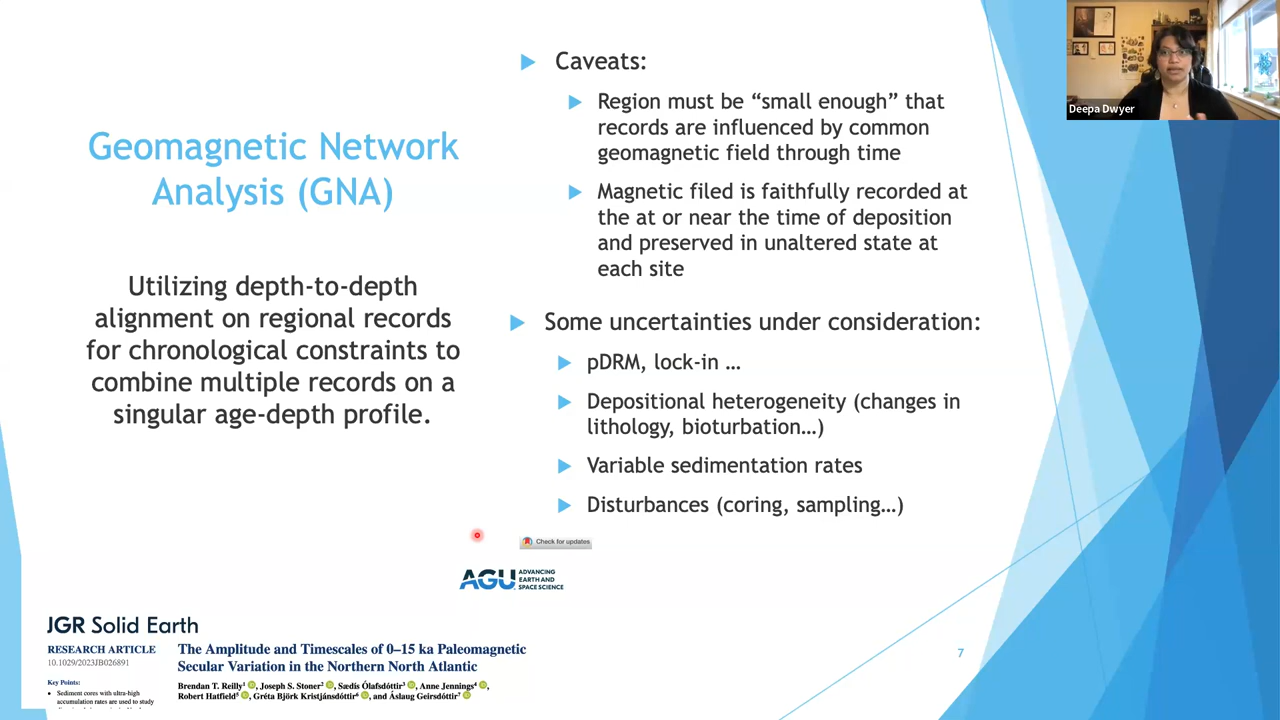 Geomagnetic Network
Analysis (GNA)
Utilizing depth-to-depth
alignment on regional records
for chronological constraints to
combine multiple records on a
singular age-depth profile.
Caveats:
Region must be “small enough” that
records are influenced by common
geomagnetic field through time
Magnetic filed is faithfully recorded at
the at or near the time of deposition
and preserved in unaltered state at
each site
Some uncertainties under consideration:
pDRM, lock-in …
Depositional heterogeneity (changes in
lithology, bioturbation…)
Variable sedimentation rates
Disturbances (coring, sampling…)
Deepa Dwyer
Check for updates
AGU ADVANCING
EARTH AND
SPACE SCIENCE
JGR Solid Earth
RESEARCH ARTICLE
10.1029/2023JB026891
Key Points:
• Sediment cores with ultra-high
accumulation rates are used to study
The Amplitude and Timescales of 0–15 ka Paleomagnetic
Secular Variation in the Northern North Atlantic
Brendan T. Reilly1, Joseph S. Stoner2, Sædís Ólafsdóttir3, Anne Jennings4,
Robert Hatfield5, Gréta Björk Kristjánsdóttir6, and Áslaug Geirsdóttir7
7